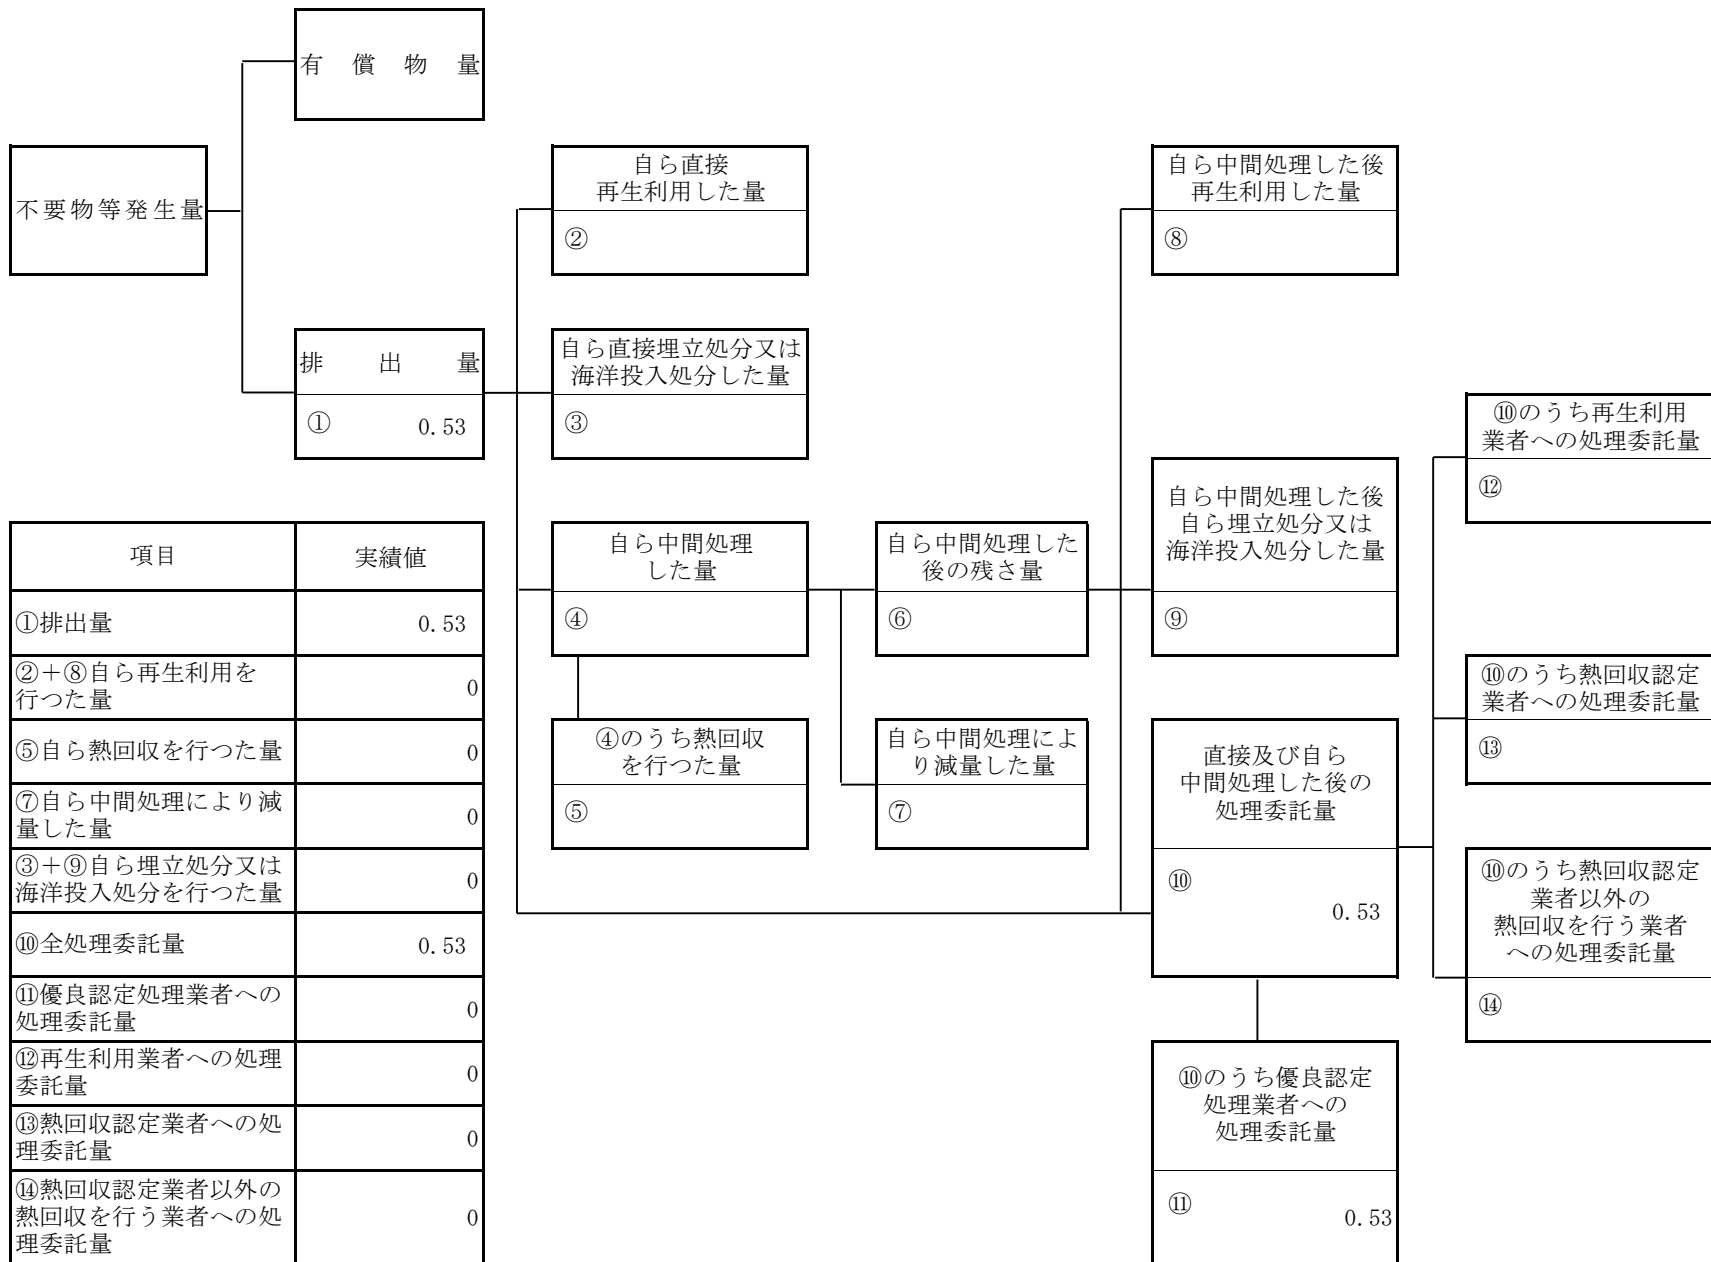 有償物量
不要物等発生量
自ら直接
再生利用した量
②
自ら中間処理した後
再生利用した量
⑧
排出量
① 0.53
自ら直接埋立処分又は
海洋投入処分した量
③
⑩のうち再生利用
業者への処理委託量
⑫
自ら中間処理
した量
④
自ら中間処理した
後の残さ量
⑥
自ら中間処理した後
自ら埋立処分又は
海洋投入処分した量
⑨
⑩のうち熱回収認定
業者への処理委託量
⑬
④のうち熱回収
を行つた量
⑤
自ら中間処理によ
り減量した量
⑦
直接及び自ら
中間処理した後の
処理委託量
⑩
0.53
⑩のうち熱回収認定
業者以外の
熱回収を行う業者
への処理委託量
⑭
⑩のうち優良認定
処理業者への
処理委託量
⑪
0.53
項目 実績値
①排出量 0.53
②＋⑧自ら再生利用を
行つた量 0
⑤自ら熱回収を行つた量 0
⑦自ら中間処理により減
量した量 0
③＋⑨自ら埋立処分又は
海洋投入処分を行つた量 0
⑩全処理委託量 0.53
⑪優良認定処理業者への
処理委託量 0
⑫再生利用業者への処理
委託量 0
⑬熱回収認定業者への処
理委託量 0
⑭熱回収認定業者以外の
熱回収を行う業者への処
理委託量 0